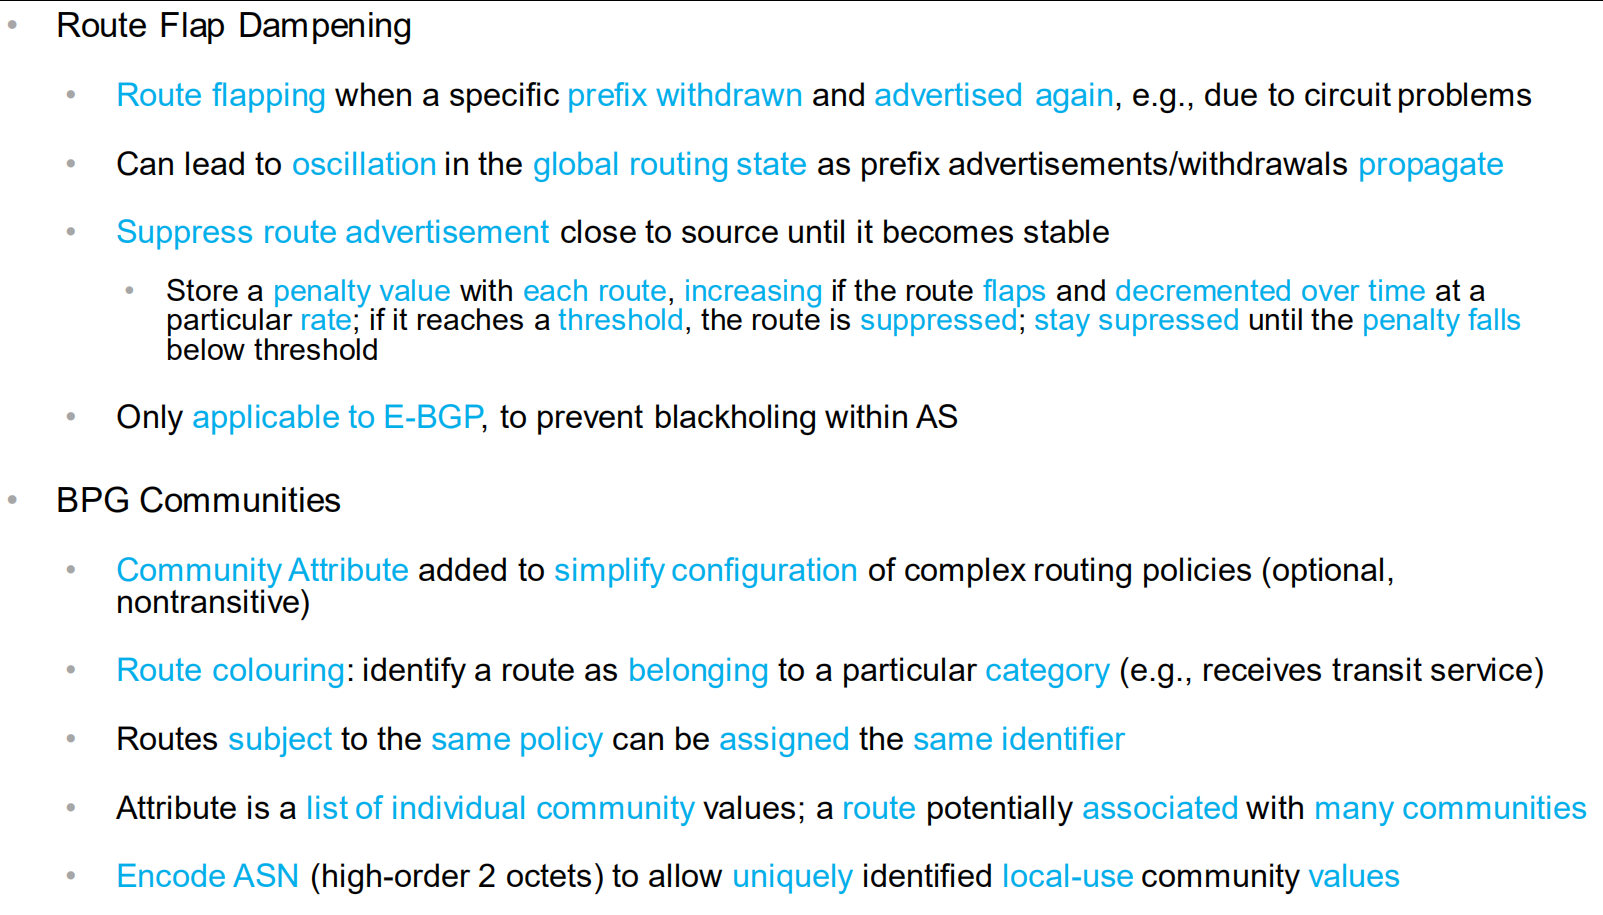 • Route Flap Dampening
• Route flapping when a specific prefix withdrawn and advertised again, e.g., due to circuit problems
• Can lead to oscillation in the global routing state as prefix advertisements/withdrawals propagate
• Suppress route advertisement close to source until it becomes stable
• Store a penalty value with each route, increasing if the route flaps and decremented over time at a
particular rate; if it reaches a threshold, the route is suppressed; stay supressed until the penalty falls
below threshold
• Only applicable to E-BGP, to prevent blackholing within AS
• BPG Communities
• Community Attribute added to simplify configuration of complex routing policies (optional,
nontransitive)
• Route colouring: identify a route as belonging to a particular category (e.g., receives transit service)
• Routes subject to the same policy can be assigned the same identifier
• Attribute is a list of individual community values; a route potentially associated with many communities
• Encode ASN (high-order 2 octets) to allow uniquely identified local-use community values